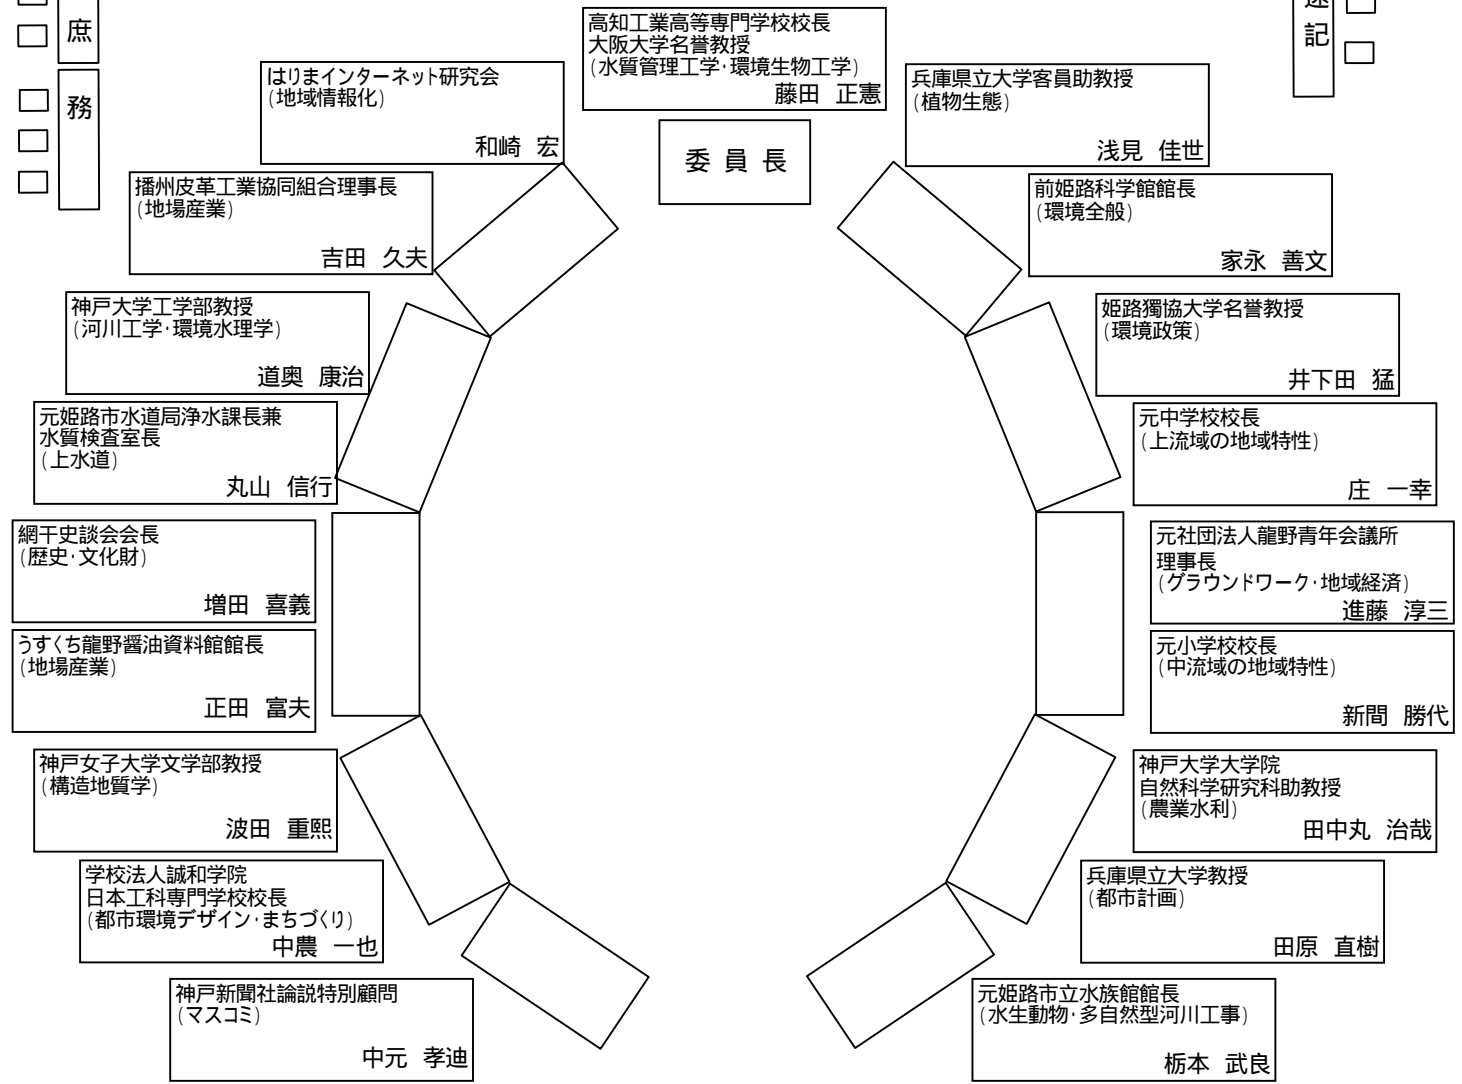 庶
務
速
記
高知工業高等専門学校校長
大阪大学名誉教授
(水質管理工学・環境生物工学)
藤田 正憲
委員長
はりまインターネット研究会
(地域情報化)
和崎 宏
播州皮革工業協同組合理事長
(地場産業)
吉田 久夫
神戸大学工学部教授
(河川工学・環境水理学)
道奥 康治
元姫路市水道局浄水課長兼
水質検査室長
(上水道)
丸山 信行
網干史談会会長
(歴史・文化財)
増田 喜義
うすくち龍野醤油資料館館長
(地場産業)
正田 富夫
神戸女子大学文学部教授
(構造地質学)
波田 重熙
学校法人誠和学院
日本工科専門学校校長
(都市環境デザイン・まちづくり)
中農 一也
神戸新聞社論説特別顧問
(マスコミ)
中元 孝迪
兵庫県立大学客員助教授
(植物生態)
浅見 佳世
前姫路科学館館長
(環境全般)
家永 善文
姫路獨協大学名誉教授
(環境政策)
井下田 猛
元中学校校長
(上流域の地域特性)
庄 一幸
元社団法人龍野青年会議所
理事長
(グラウンドワーク・地域経済)
進藤 淳三
元小学校校長
(中流域の地域特性)
新間 勝代
神戸大学大学院
自然科学研究科助教授
(農業水利)
田中丸 治哉
兵庫県立大学教授
(都市計画)
田原 直樹
元姫路市立水族館館長
(水生動物・多自然型河川工事)
栃本 武良